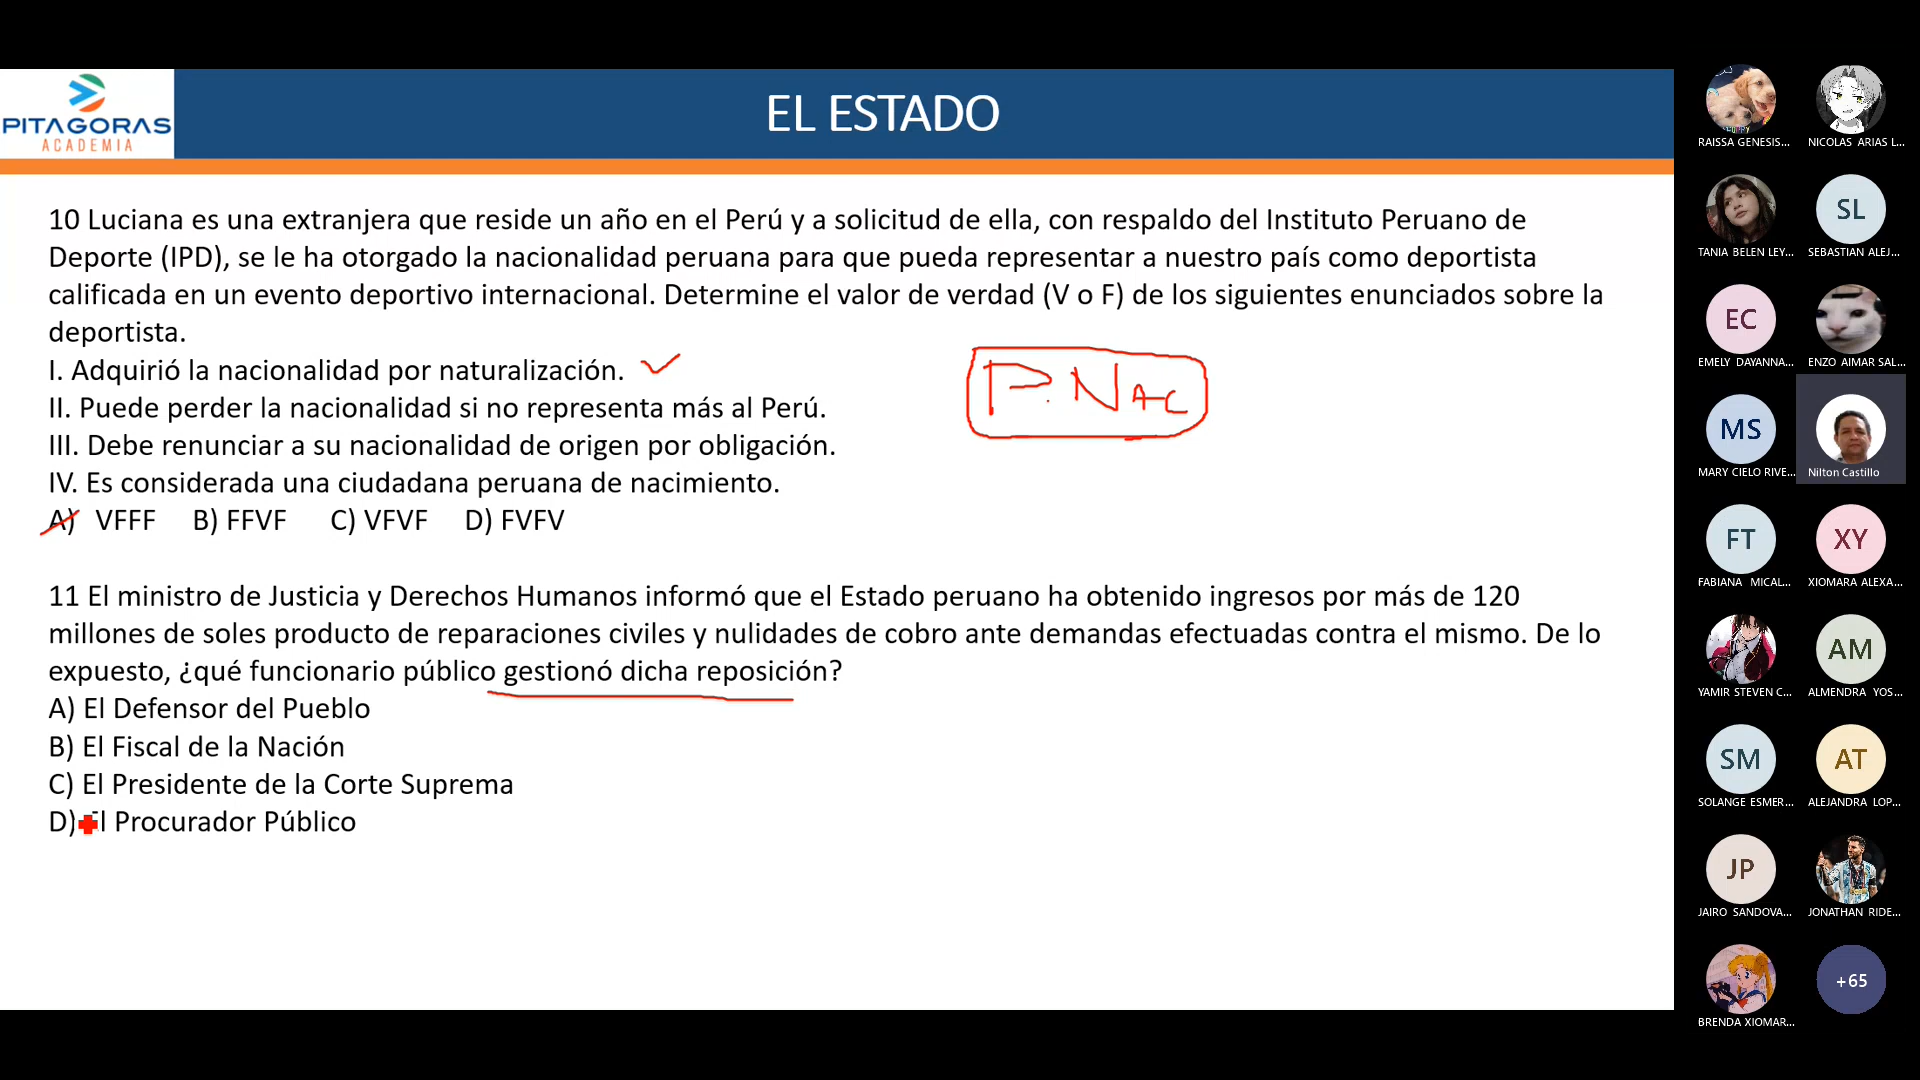 PITAGORAS
ACADEMIA
EL ESTADO
10 Luciana es una extranjera que reside un año en el Perú y a solicitud de ella, con respaldo del Instituto Peruano de
Deporte (IPD), se le ha otorgado la nacionalidad peruana para que pueda representar a nuestro país como deportista
calificada en un evento deportivo internacional. Determine el valor de verdad (V o F) de los siguientes enunciados sobre la
deportista.
I. Adquirió la nacionalidad por naturalización.
II. Puede perder la nacionalidad si no representa más al Perú.
III. Debe renunciar a su nacionalidad de origen por obligación.
IV. Es considerada una ciudadana peruana de nacimiento.
A) VFFF B) FFVF C) VFVF D) FVFV
P. NAC
11 El ministro de Justicia y Derechos Humanos informó que el Estado peruano ha obtenido ingresos por más de 120
millones de soles producto de reparaciones civiles y nulidades de cobro ante demandas efectuadas contra el mismo. De lo
expuesto, ¿qué funcionario público gestionó dicha reposición?
A) El Defensor del Pueblo
B) El Fiscal de la Nación
C) El Presidente de la Corte Suprema
D) El Procurador Público
RAISSA GENESIS...
NICOLAS ARIAS L...
TANIA BELEN LEY...
SL
SEBASTIAN ALEJ...
EC
EMELY DAYANNA...
ENZO AIMAR SAL...
MS
MARY CIELO RIVE...
Nilton Castillo
FT
FABIANA MICAL...
XY
XIOMARA ALEXA...
YAMIR STEVEN C...
AM
ALMENDRA YOS...
SM
SOLANGE ESMER...
AT
ALEJANDRA LOP...
JP
JAIRO SANDOVA...
JONATHAN RIDE...
BRENDA XIOMAR...
+65